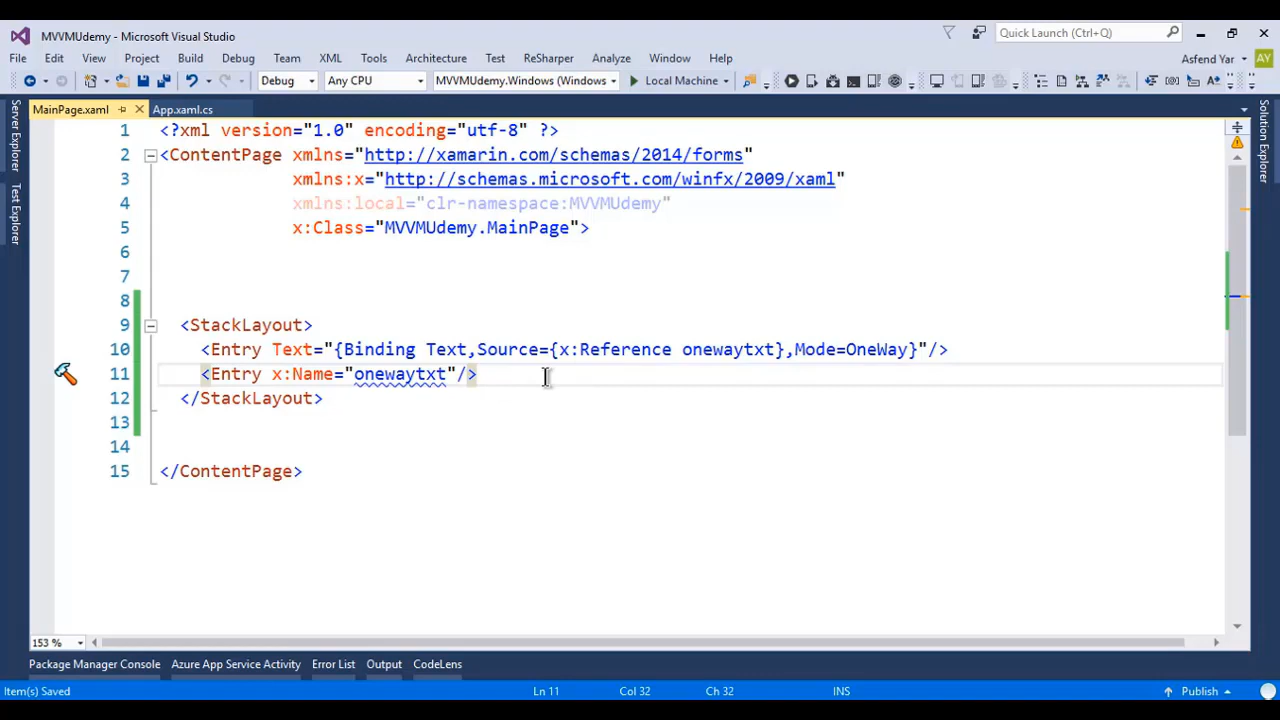 MVVMUdemy - Microsoft Visual Studio
Quick Launch (Ctrl+Q)
File Edit View Project Build Debug Team XML Tools Architecture Test ReSharper Analyze Window Help
Asfend Yar
AY
Debug
Any CPU
MVVMUdemy.Windows (Windows
Local Machine
MainPage.xaml
App.xaml.cs
Server Explorer
Test Explorer
Solution Explorer
1 <?xml version="1.0" encoding="utf-8" ?>
2 <ContentPage xmlns="http://xamarin.com/schemas/2014/forms"
3 xmlns:x="http://schemas.microsoft.com/winfx/2009/xaml"
4 xmlns:local="clr-namespace:MVVMUdemy"
5 x:Class="MVVMUdemy.MainPage">
6
7
8
9 <StackLayout>
10 <Entry Text="{Binding Text,Source={x:Reference onewaytxt},Mode=OneWay}"/>
11 <Entry x:Name="onewaytxt"/>
12 </StackLayout>
13
14
15 </ContentPage>
153 %
Package Manager Console Azure App Service Activity Error List Output CodeLens
Item(s) Saved Ln 11 Col 32 Ch 32 INS Publish